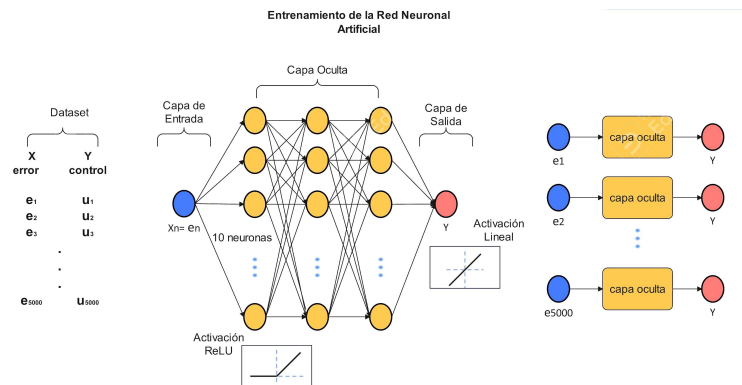 Entrenamiento de la Red Neuronal
Artificial
Dataset
X
error
Y
control
e1
u1
e2
u2
e3
u3
.
.
.
e5000
u5000
Capa de
Entrada
Capa Oculta
Capa de
Salida
Xn= en
10 neuronas
Y
Activación
Lineal
Activación
ReLU
e1
capa oculta
Y
e2
capa oculta
Y
e5000
capa oculta
Y